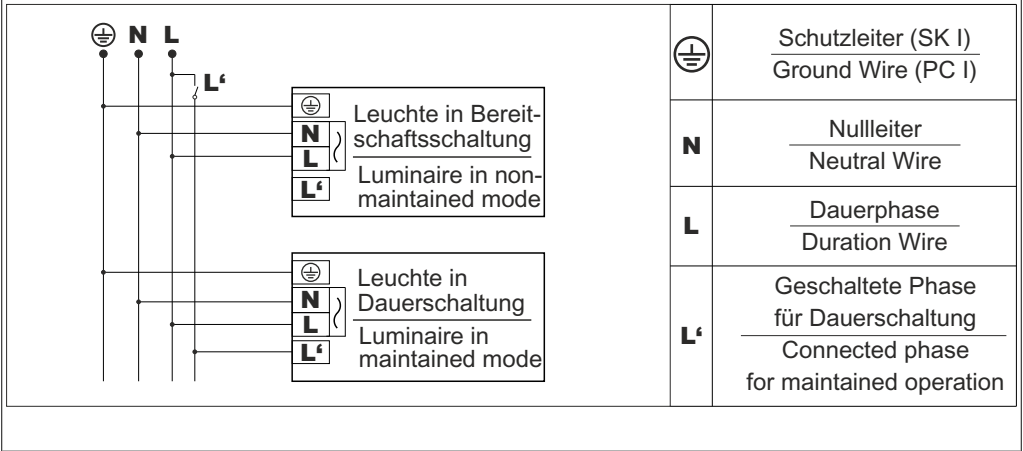 N L
L‘
Leuchte in Bereit-
schaftsschaltung
Luminaire in non-
maintained mode
N
L
L‘
Leuchte in
Dauerschaltung
Luminaire in
maintained mode
N
L
L‘
Schutzleiter (SK I)
Ground Wire (PC I)
N
Nullleiter
Neutral Wire
L
Dauerphase
Duration Wire
L‘
Geschaltete Phase
für Dauerschaltung
Connected phase
for maintained operation